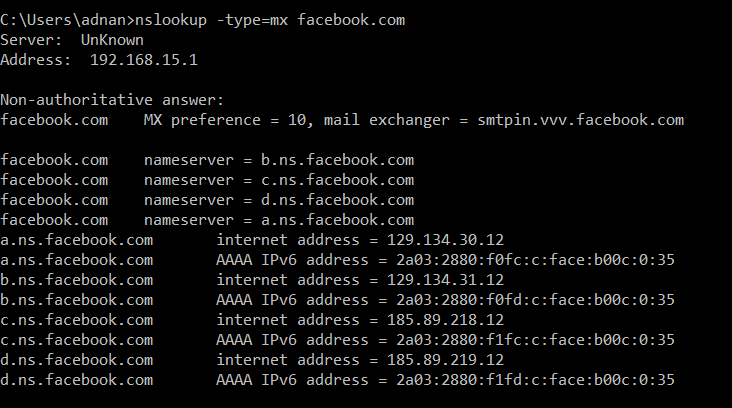 C:\Users\adnan>nslookup -type=mx facebook.com
Server:  UnKnown
Address:  192.168.15.1

Non-authoritative answer:
facebook.com    MX preference = 10, mail exchanger = smtpin.vvv.facebook.com

facebook.com    nameserver = b.ns.facebook.com
facebook.com    nameserver = c.ns.facebook.com
facebook.com    nameserver = d.ns.facebook.com
facebook.com    nameserver = a.ns.facebook.com
a.ns.facebook.com       internet address = 129.134.30.12
a.ns.facebook.com       AAAA IPv6 address = 2a03:2880:f0fc:c:face:b00c:0:35
b.ns.facebook.com       internet address = 129.134.31.12
b.ns.facebook.com       AAAA IPv6 address = 2a03:2880:f0fd:c:face:b00c:0:35
c.ns.facebook.com       internet address = 185.89.218.12
c.ns.facebook.com       AAAA IPv6 address = 2a03:2880:f1fc:c:face:b00c:0:35
d.ns.facebook.com       internet address = 185.89.219.12
d.ns.facebook.com       AAAA IPv6 address = 2a03:2880:f1fd:c:face:b00c:0:35